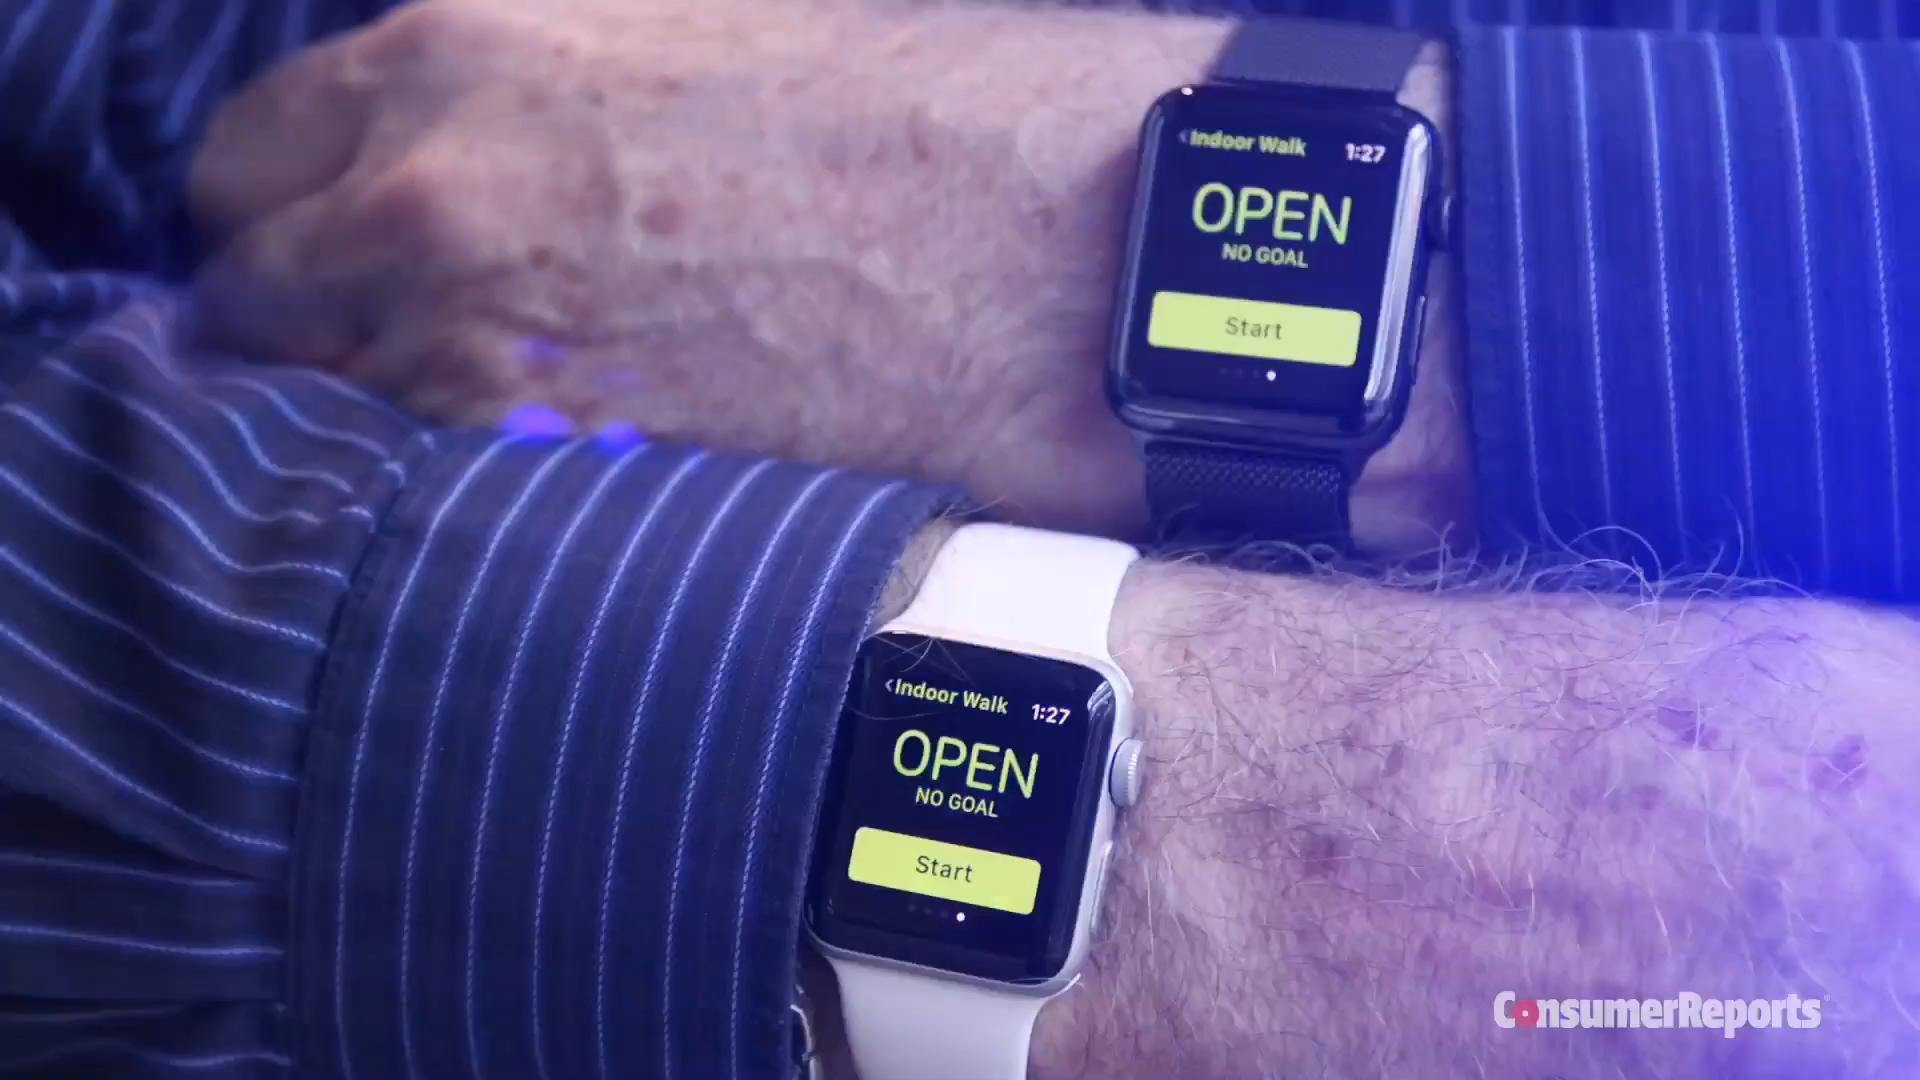 <Indoor Walk 1:27
OPEN
NO GOAL
Start
<Indoor Walk 1:27
OPEN
NO GOAL
Start
ConsumerReports